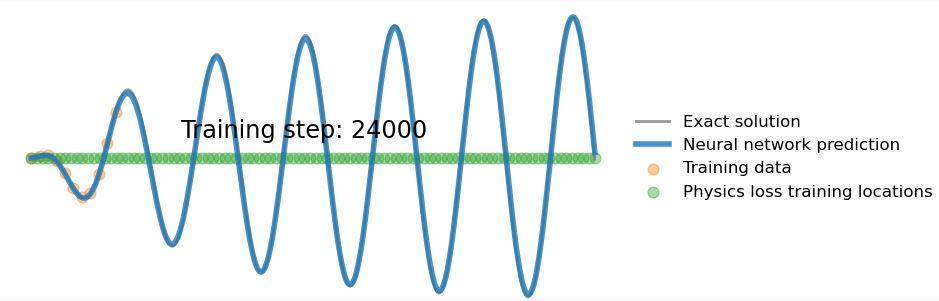 Training step: 24000
Exact solution
Neural network prediction
Training data
Physics loss training locations